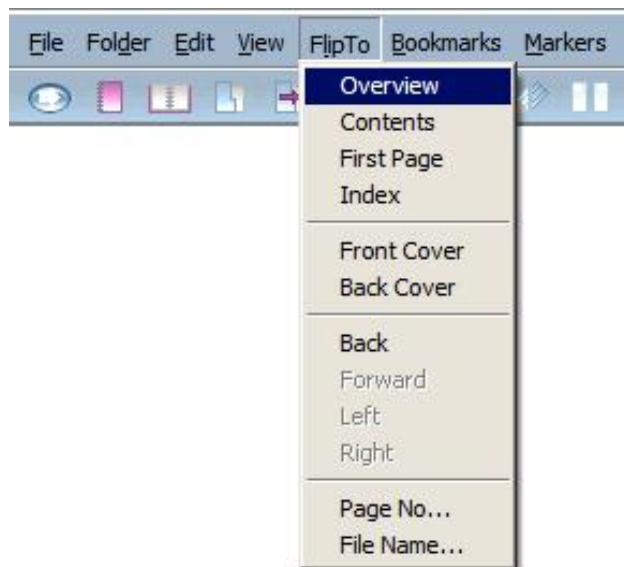 File Folder Edit View FlipTo Bookmarks Markers
Overview
Contents
First Page
Index
Front Cover
Back Cover
Back
Forward
Left
Right
Page No...
File Name...